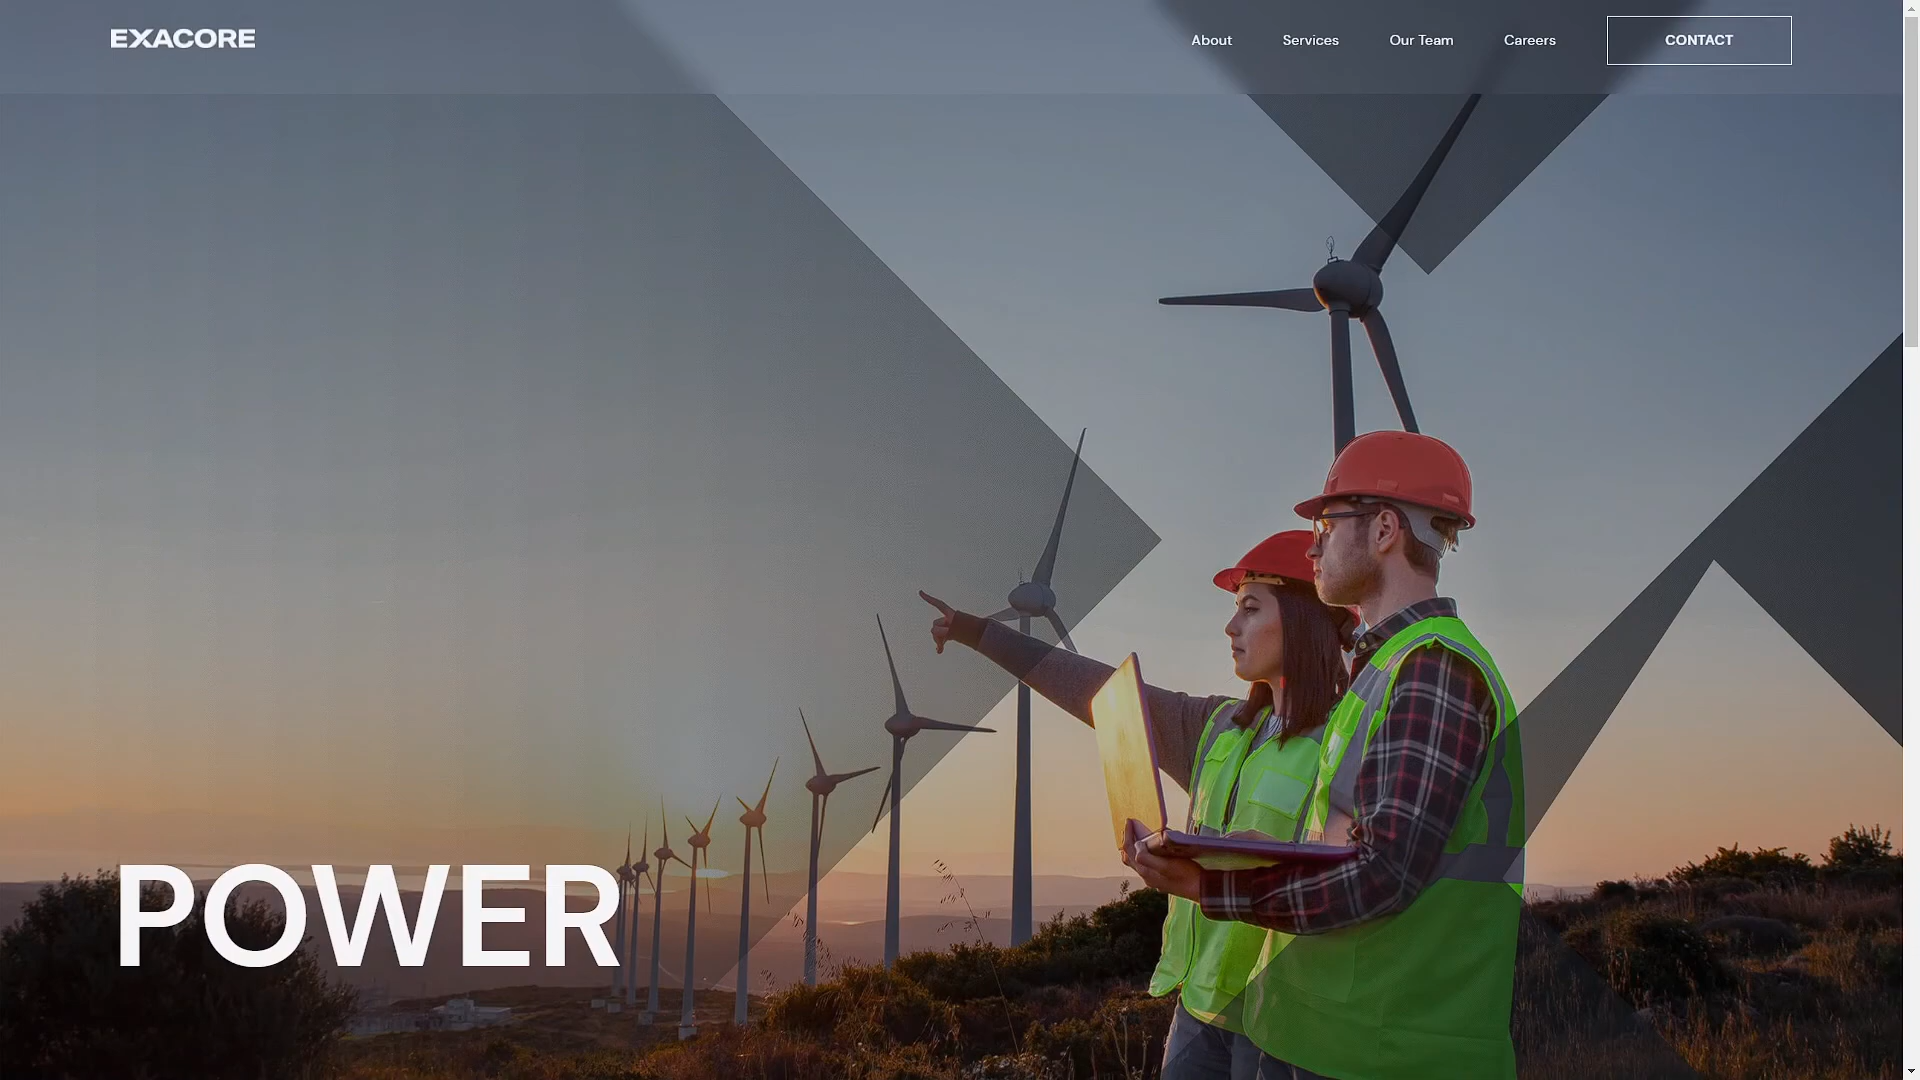 EXACORE
About
Services
Our Team
Careers
CONTACT
POWER